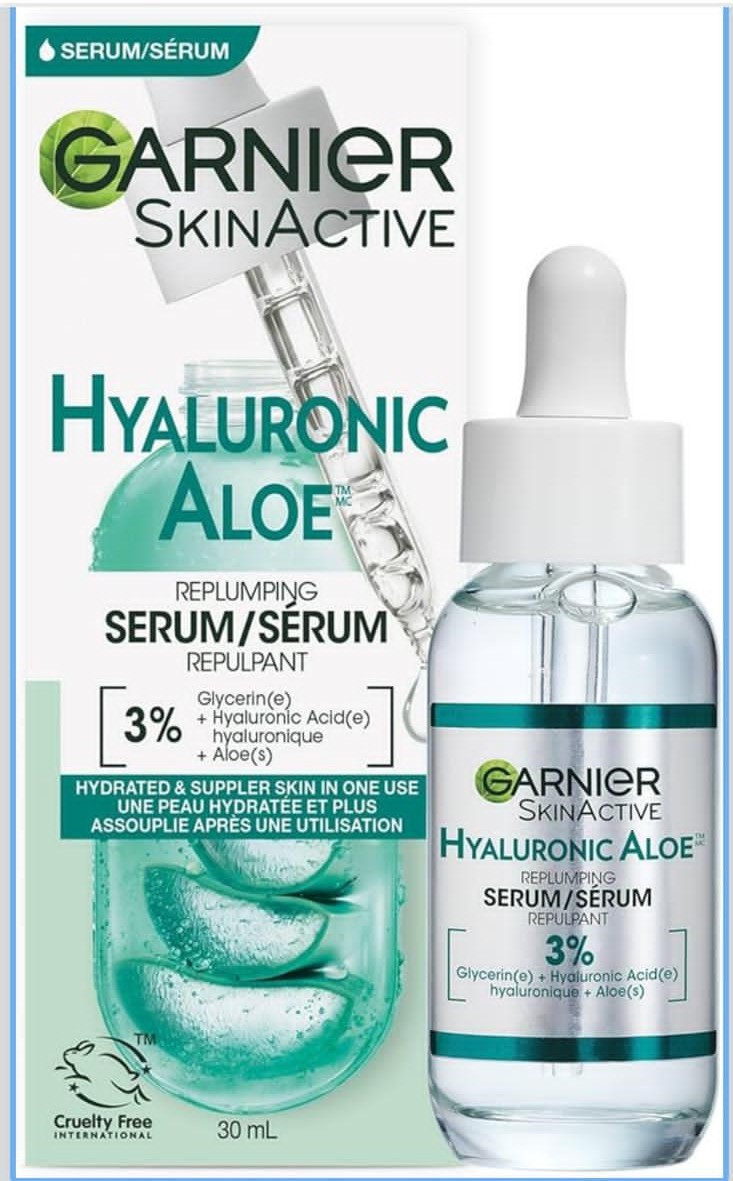 SERUM/SÉRUM
GARNIER
SKINACTIVE
HYALURONIC
ALOE TM MC
REPLUMPING
SERUM/SÉRUM
REPULPANT
3% Glycerin(e)
+ Hyaluronic Acid(e)
hyaluronique
+ Aloe(s)
HYDRATED & SUPPLER SKIN IN ONE USE
UNE PEAU HYDRATÉE ET PLUS
ASSOUPLIE APRÈS UNE UTILISATION
TM
Cruelty Free
INTERNATIONAL
30 mL
GARNIER
SKINACTIVE
HYALURONIC ALOE TM MC
REPLUMPING
SERUM/SÉRUM
REPULPANT
3%
Glycerin(e) + Hyaluronic Acid(e)
hyaluronique + Aloe(s)